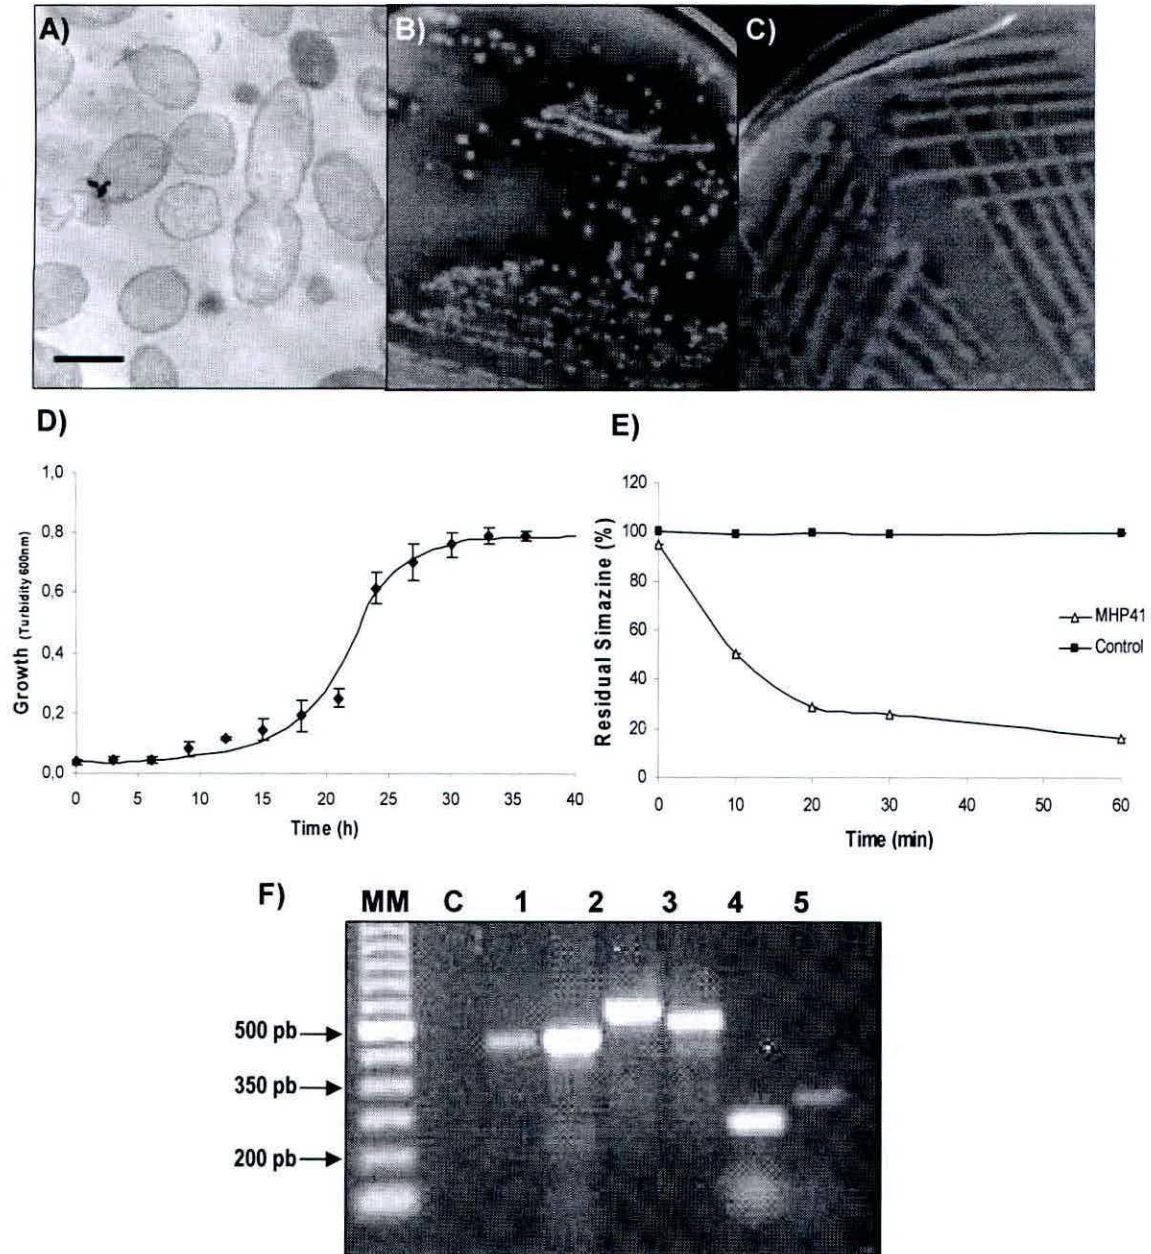 A)
B)
C)
D)
Growth (Turbidity 600nm)
1,0
0,8
0,6
0,4
0,2
0,0
0 5 10 15 20 25 30 35 40
Time (h)
E)
Residual Simazine (%)
120
100
80
60
40
20
0
0 10 20 30 40 50 60
Time (min)
MHP41
Control
F)
MM C 1 2 3 4 5
500 pb
350 pb
200 pb